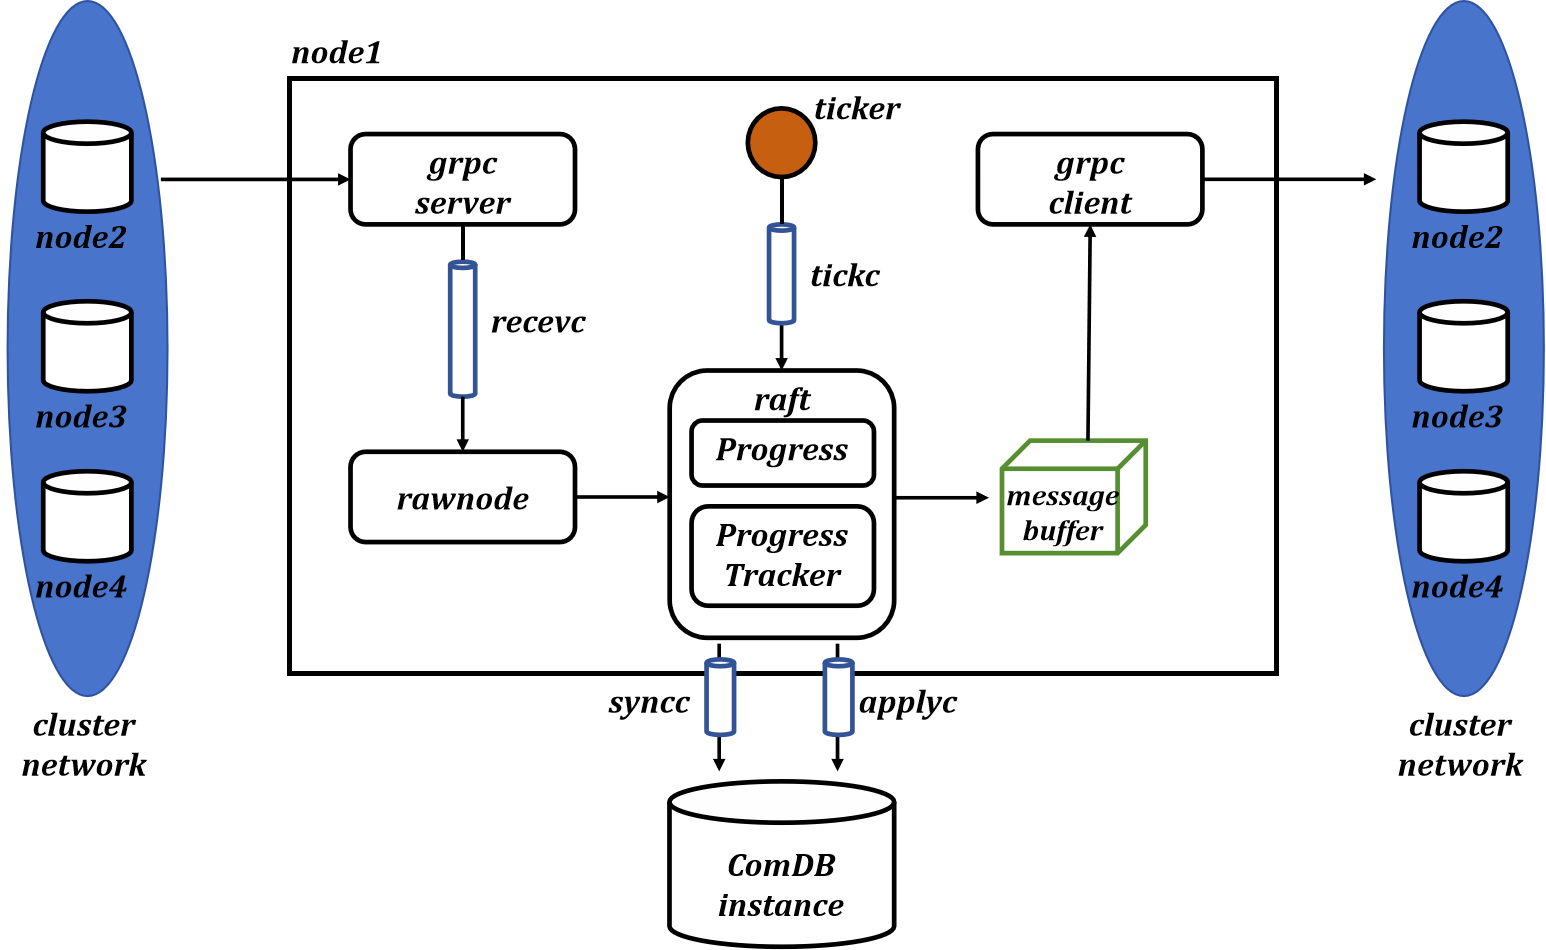 node1
ticker
grpc
server
grpc
client
node2
node2
tickc
recevc
raft
node3
node3
Progress
rawnode
message
buffer
Progress
Tracker
node4
node4
syncc
applyc
cluster
network
cluster
network
ComDB
instance